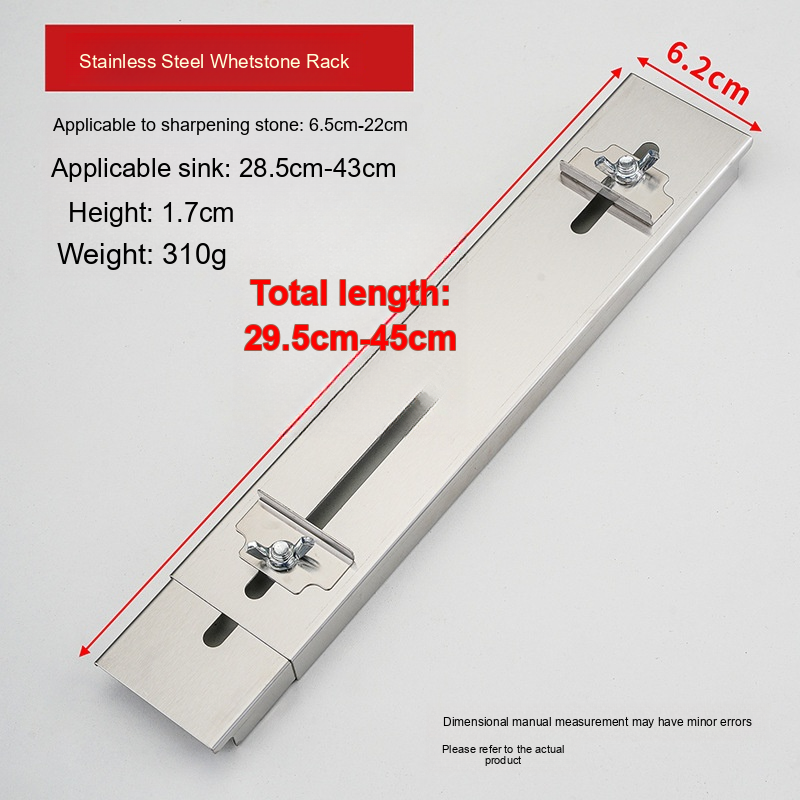 Stainless Steel Whetstone Rack
6.2cm
Applicable to sharpening stone: 6.5cm-22cm
Applicable sink: 28.5cm-43cm
Height: 1.7cm
Weight: 310g
Total length:
29.5cm-45cm
Dimensional manual measurement may have minor errors
Please refer to the actual
product